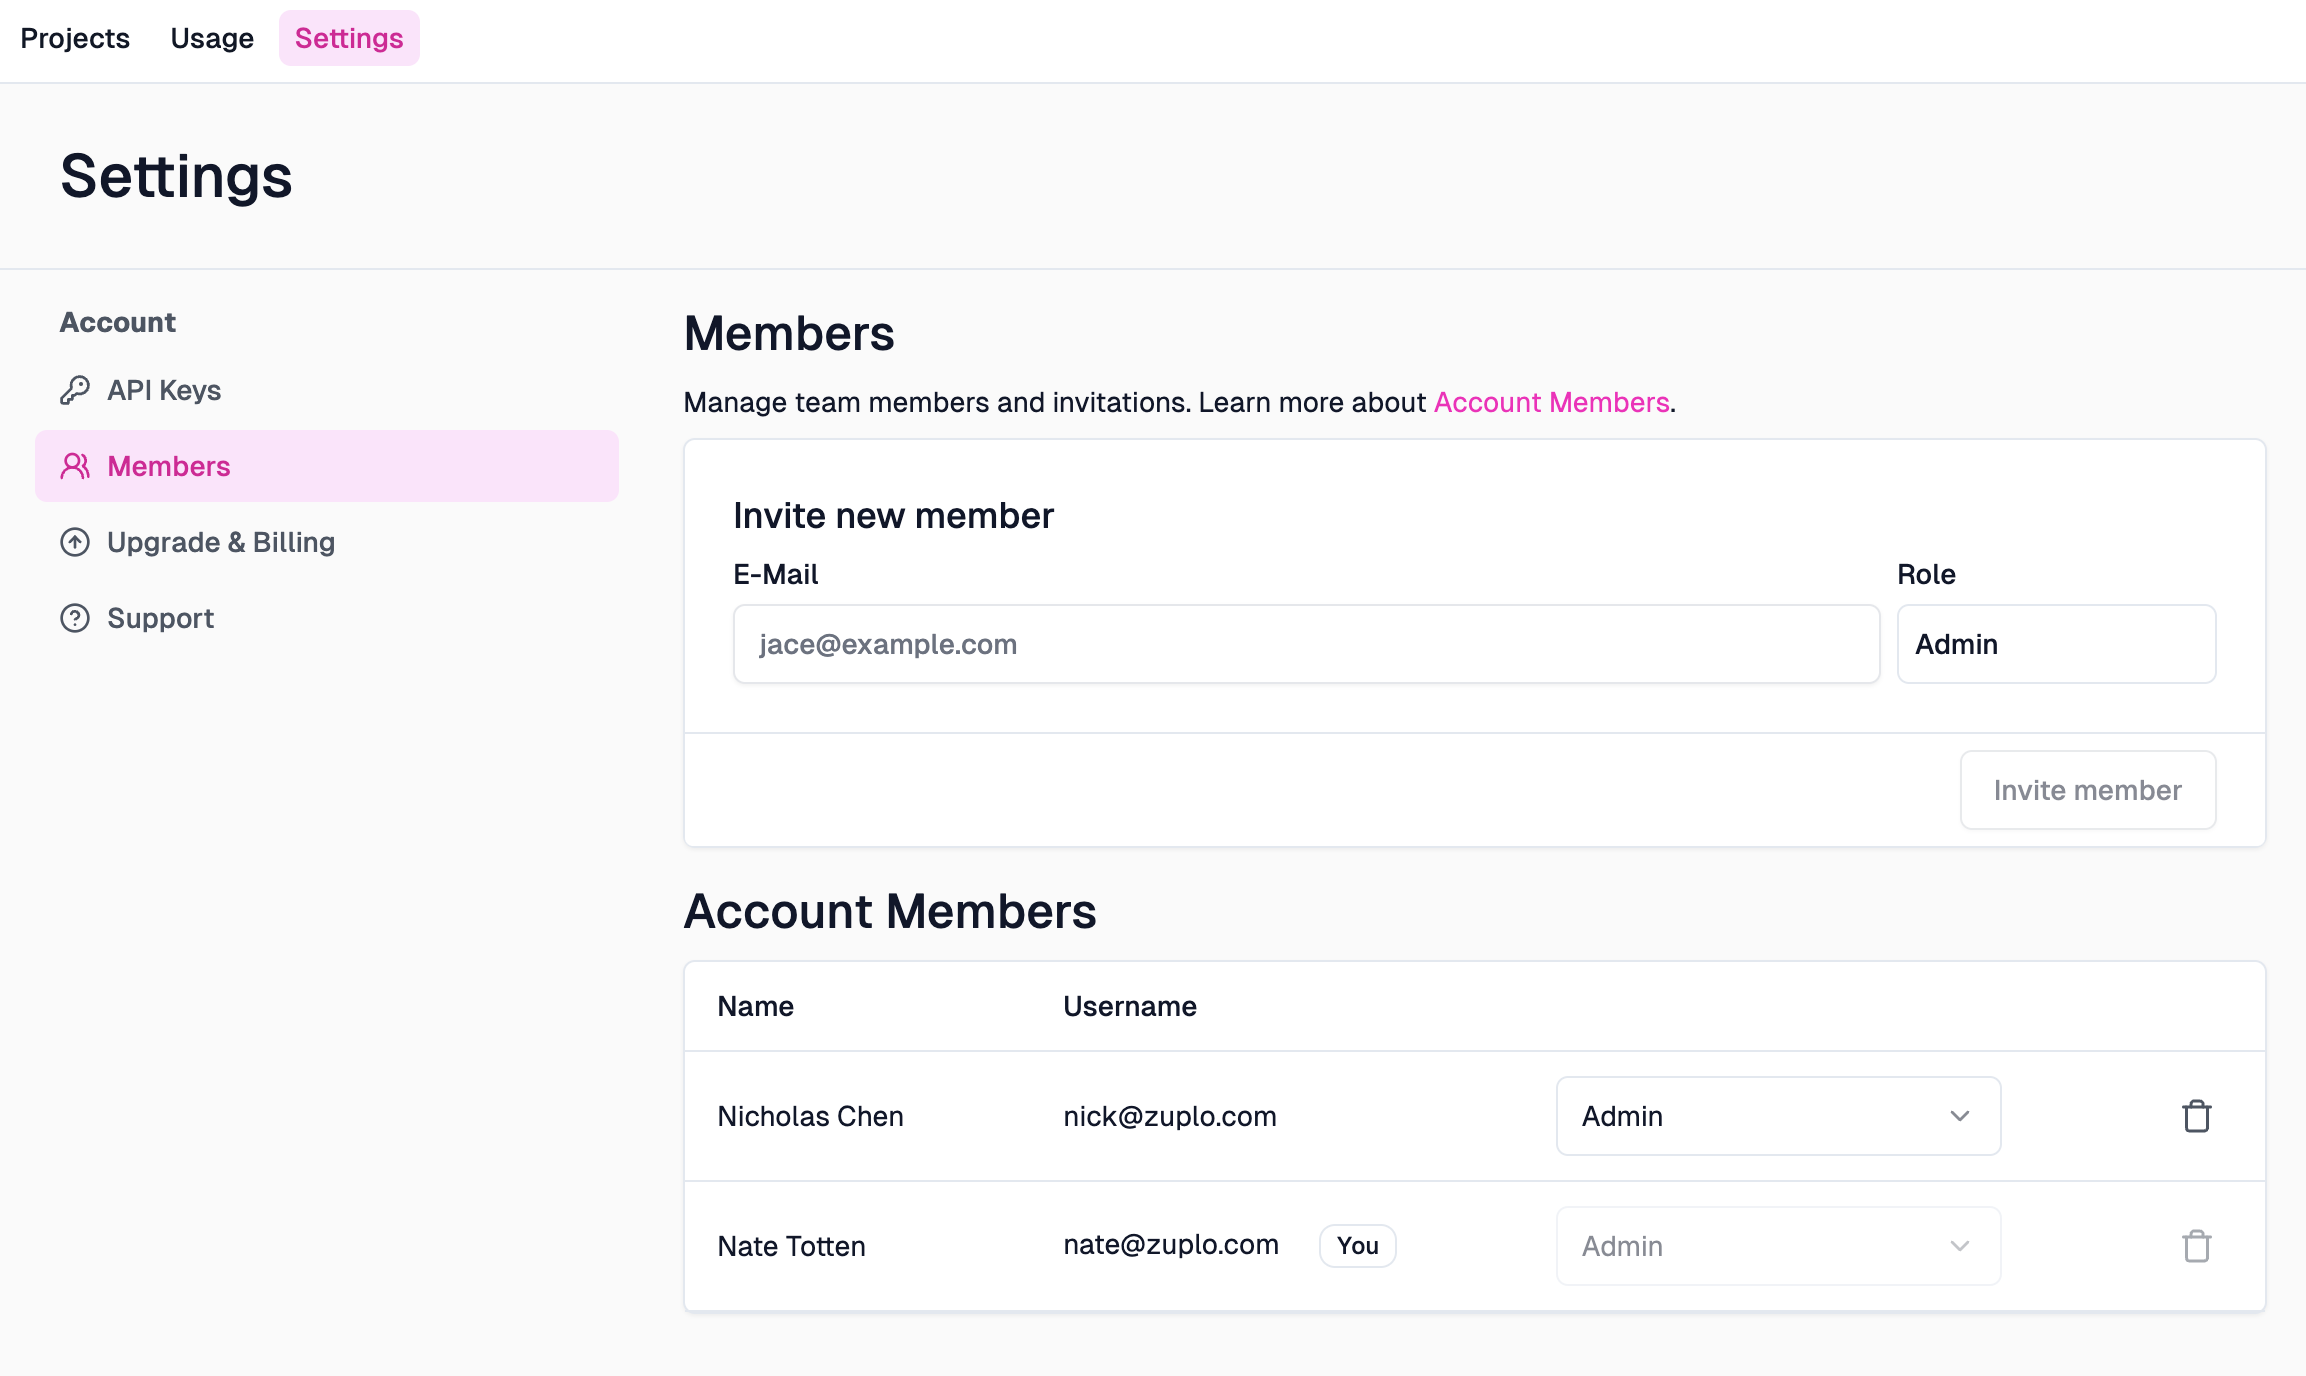 Projects Usage Settings
Settings
Account
API Keys
Members
Upgrade & Billing
Support
Members
Manage team members and invitations. Learn more about Account Members.
Invite new member
E-Mail Role
jace@example.com Admin
Invite member
Account Members
Name Username
Nicholas Chen nick@zuplo.com Admin
Nate Totten nate@zuplo.com You Admin